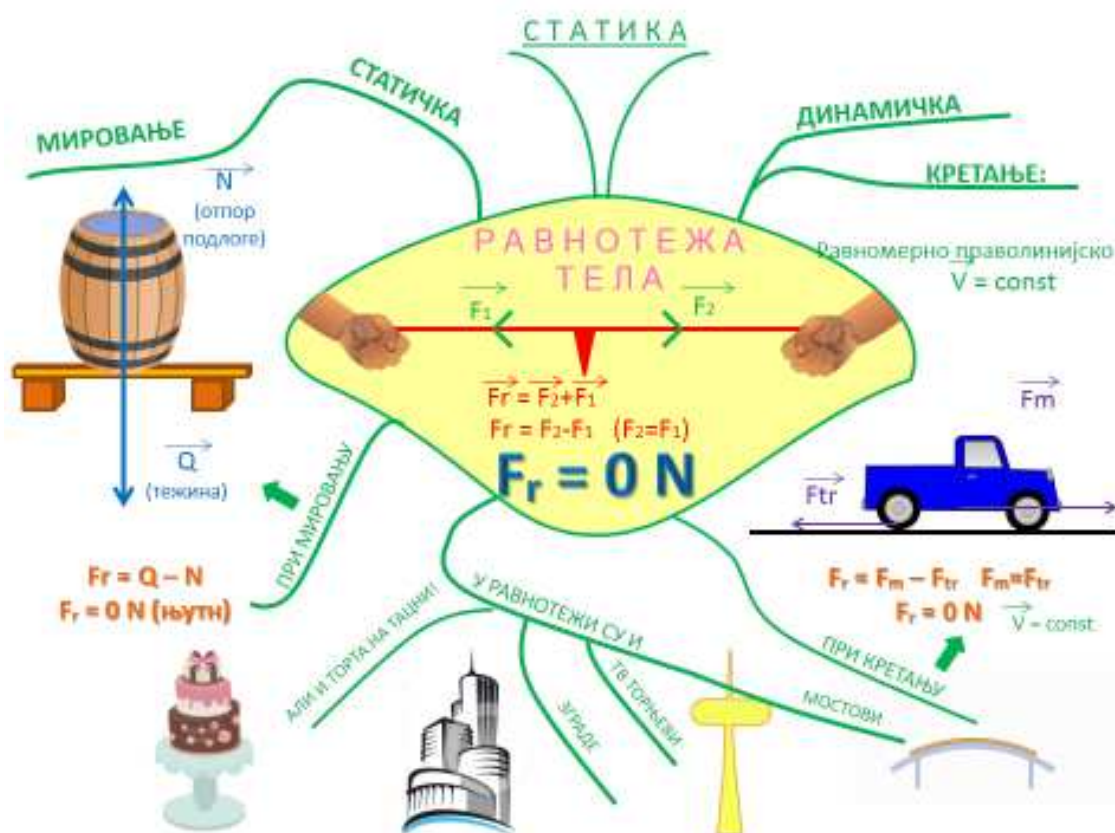 СТАТИКА
СТАТИЧКА
МИРОВАЊЕ
ДИНАМИЧКА
КРЕТАЊЕ:
Равномерно праволинијско
V = const
N
(отпор
подлоге)
РАВНОТЕЖА
ТЕЛА
F1
F2
Fr = F2+F1
Fr = F2-F1 (F2=F1)
Fr = 0 N
Q
(тежина)
Fm
Ftr
ПРИ МИРОВАЊУ
Fr = Q – N
Fr = 0 N (њутн)
Fr = Fm – Ftr Fm=Ftr
Fr = 0 N V = const
ПРИ КРЕТАЊУ
У РАВНОТЕЖИ СУ И
АЛИ И ТОРТА НА ТАЦНИ!
ЗГРАДЕ
ТВ ТОРЊЕВИ
МОСТОВИ